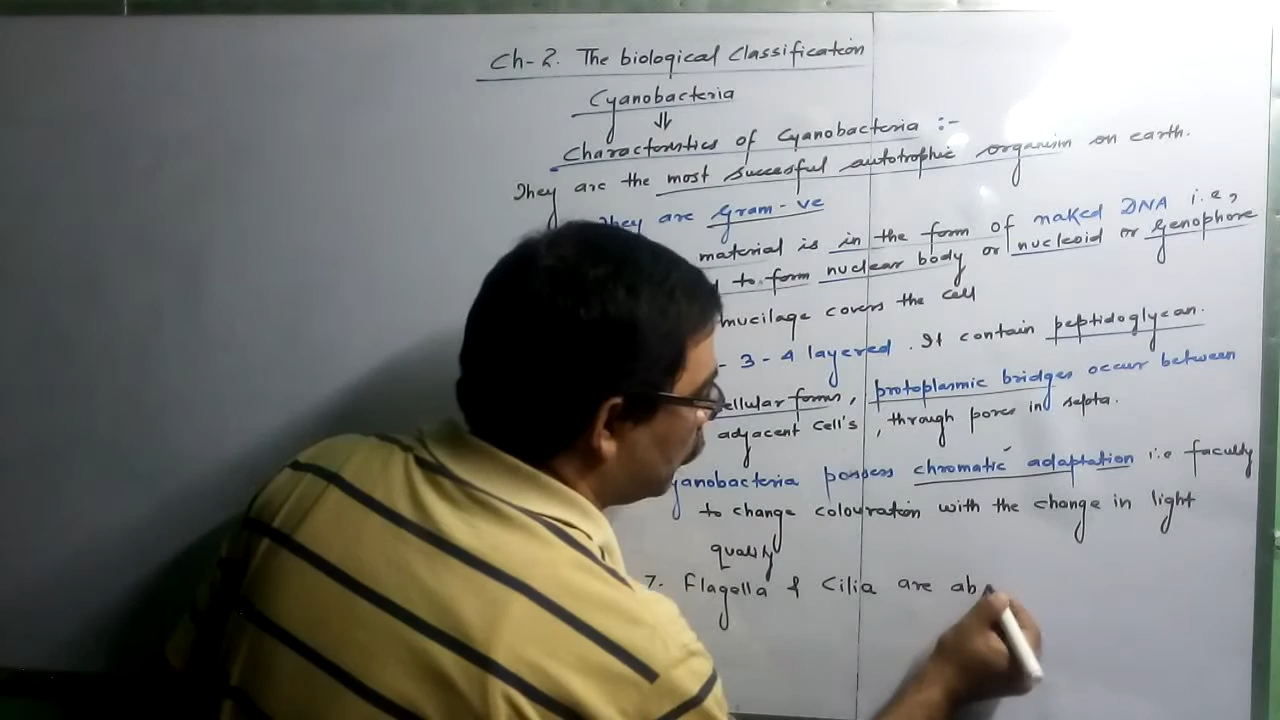 Ch-2. The biological Classification
Cyanobacteria
⇓
Characterstics of Cyanobacteria :-
They are the most succesful autotrophic organism on earth.
They are Gram-ve
material is in the form of naked DNA i.e,
to form nuclear body or nucleoid or Genophore
mucilage covers the cell
- 3-4 layered. It contain peptidoglycan.
ellular forms, protoplasmic bridges occur between
adjacent cell's, through pores in septa.
yanobacteria possess chromatic adaptation i.e faculty
to change colouration with the change in light
quality
7. Flagella & Cilia are ab